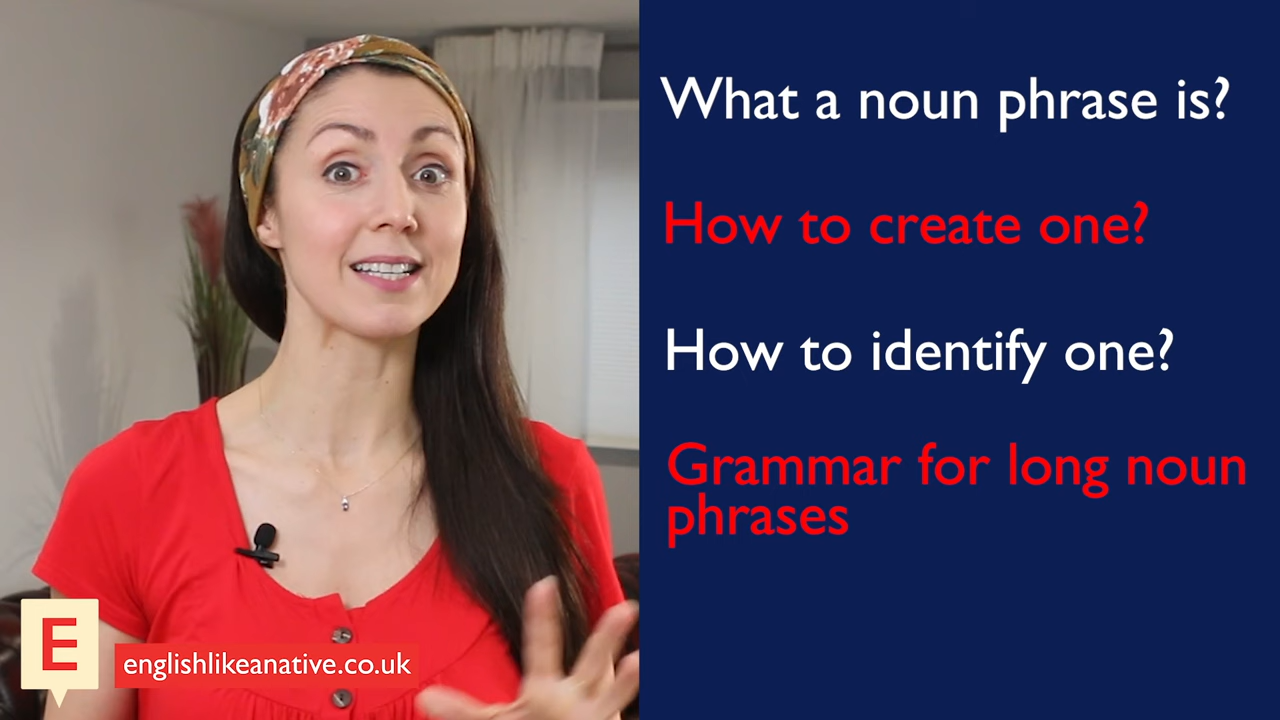 What a noun phrase is?
How to create one?
How to identify one?
Grammar for long noun
phrases
E
englishlikeanative.co.uk